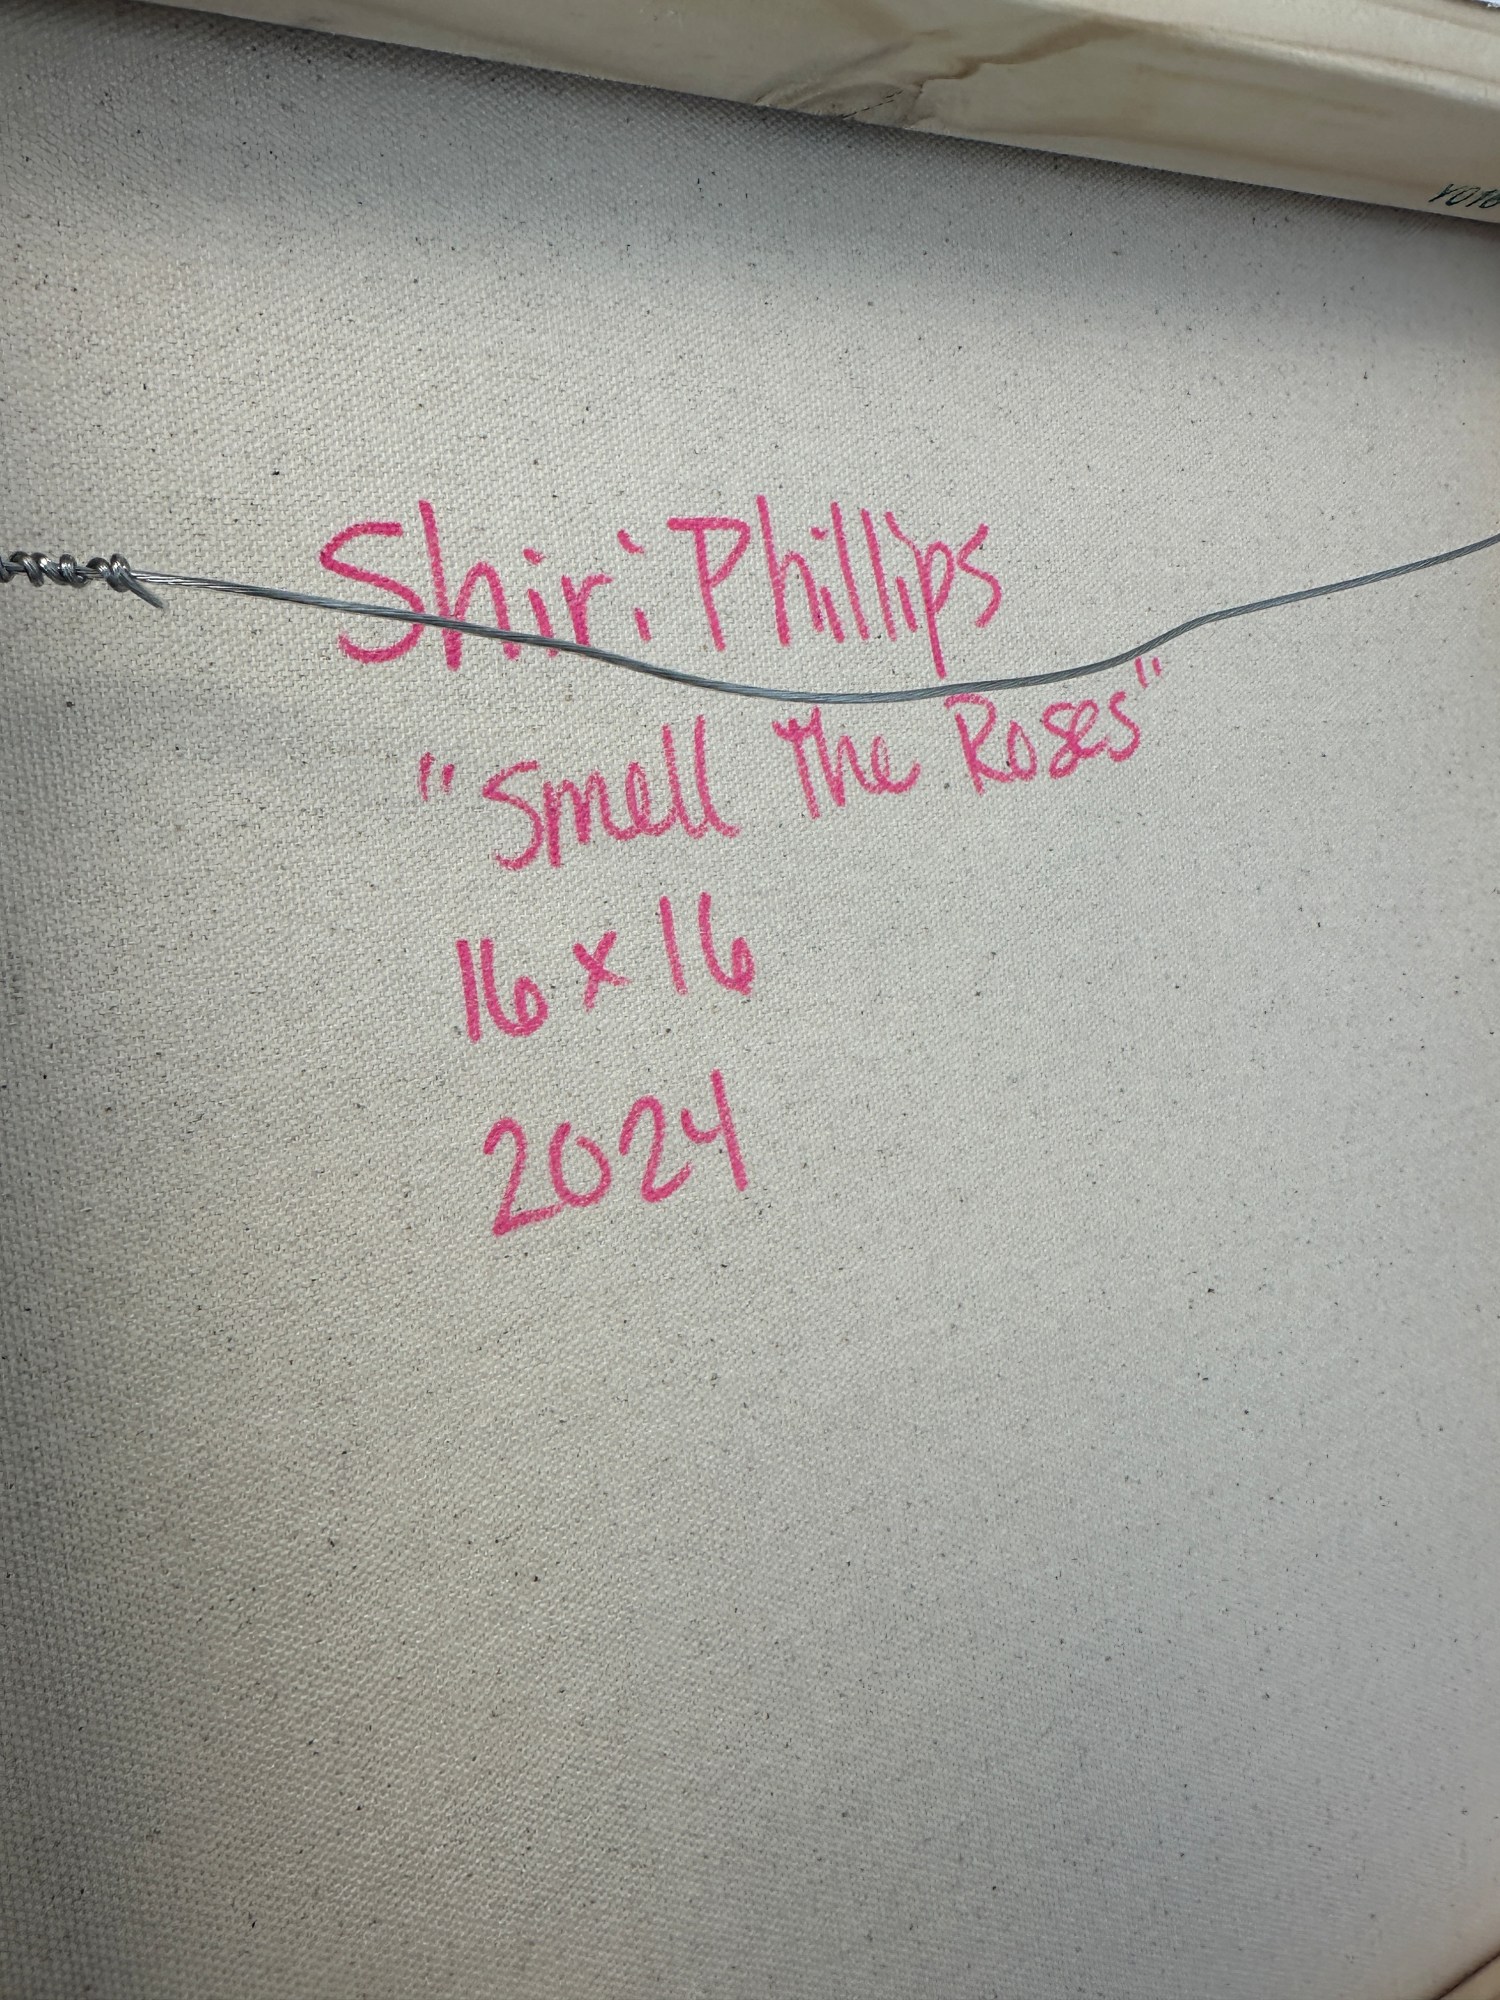 Shiri Phillips
"Smell The Roses"
16 x 16
2024